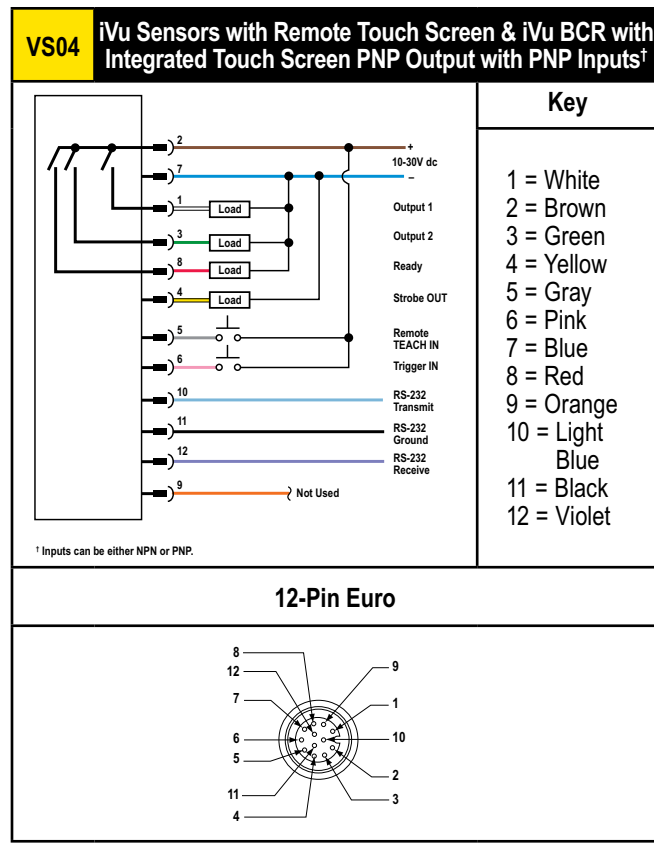 VS04
iVu Sensors with Remote Touch Screen & iVu BCR with
Integrated Touch Screen PNP Output with PNP Inputs†
Key
1 = White
2 = Brown
3 = Green
4 = Yellow
5 = Gray
6 = Pink
7 = Blue
8 = Red
9 = Orange
10 = Light
Blue
11 = Black
12 = Violet
2
+
10-30V dc
7
–
1
Load
Output 1
3
Load
Output 2
8
Load
Ready
4
Load
Strobe OUT
5
Remote
TEACH IN
6
Trigger IN
10
RS-232
Transmit
11
RS-232
Ground
12
RS-232
Receive
9
Not Used
† Inputs can be either NPN or PNP.
12-Pin Euro
8
12
9
7
1
6
10
5
2
11
3
4